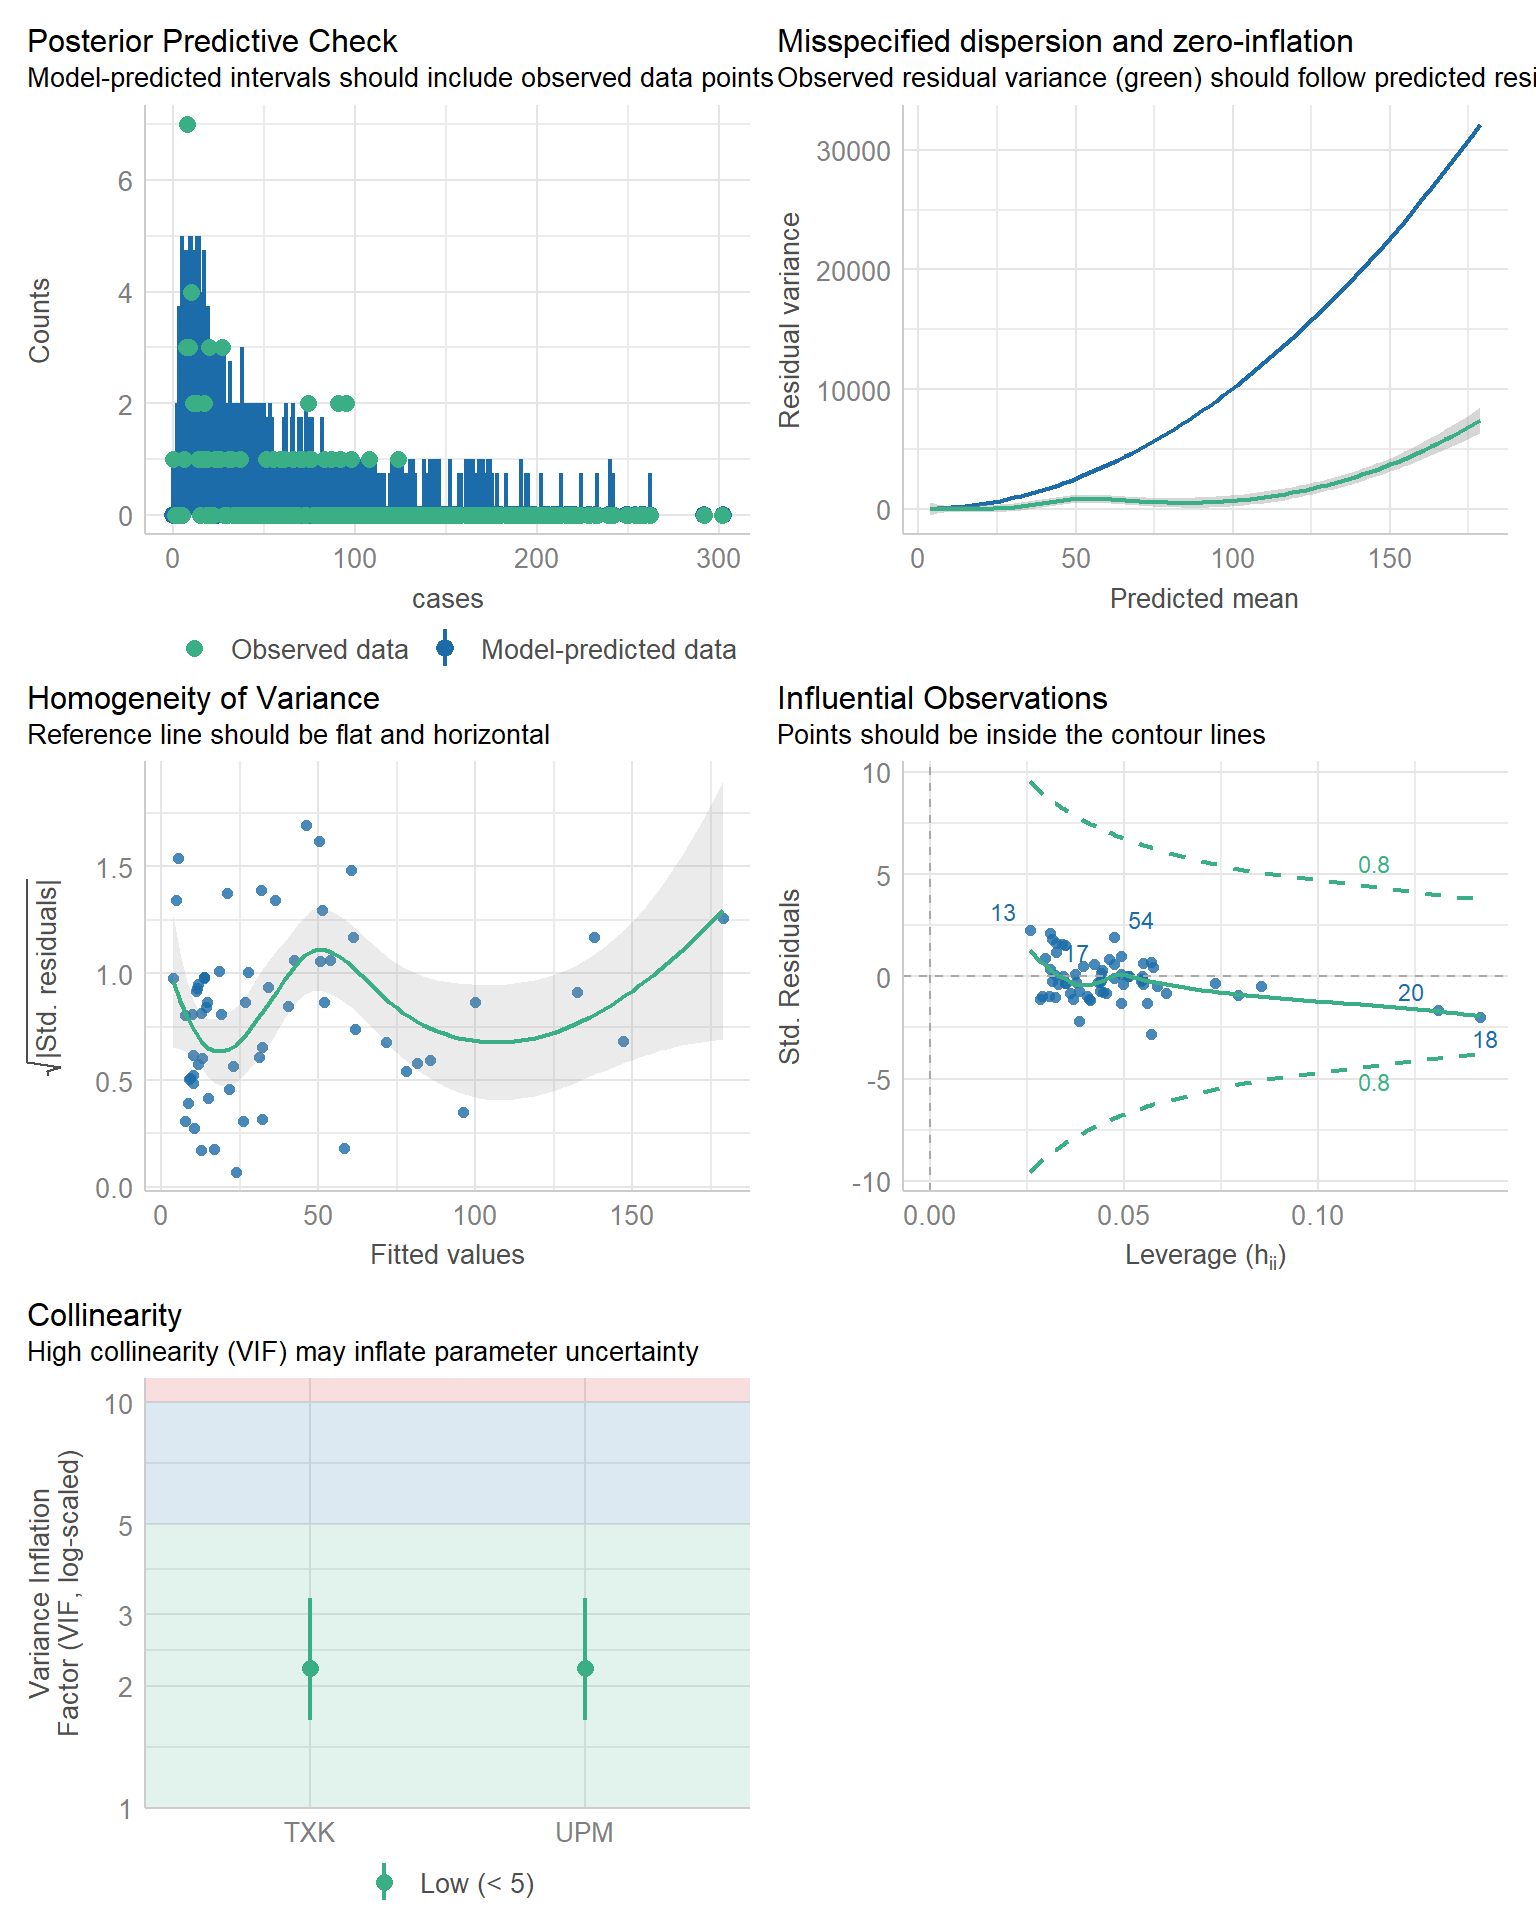 Posterior Predictive Check
Model-predicted intervals should include observed data points
Counts
6
4
2
0
0
100
200
300
cases
Observed data
Model-predicted data
Misspecified dispersion and zero-inflation
Observed residual variance (green) should follow predicted resi
Residual variance
30000
20000
10000
0
0
50
100
150
Predicted mean
Homogeneity of Variance
Reference line should be flat and horizontal
√|Std. residuals|
1.5
1.0
0.5
0.0
0
50
100
150
Fitted values
Influential Observations
Points should be inside the contour lines
Std. Residuals
10
5
0
-5
-10
0.8
13
54
17
20
18
0.8
0.00
0.05
0.10
Leverage (hii)
Collinearity
High collinearity (VIF) may inflate parameter uncertainty
Variance Inflation
Factor (VIF, log-scaled)
10
5
3
2
1
TXK
UPM
Low (< 5)